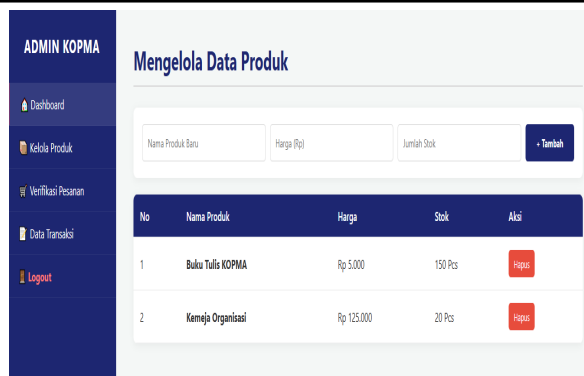 ADMIN KOPMA
Dashboard
Kelola Produk
Verifikasi Pesanan
Data Transaksi
Logout
Mengelola Data Produk
Nama Produk Baru Harga (Rp) Jumlah Stok + Tambah
No Nama Produk Harga Stok Aksi
1 Buku Tulis KOPMA Rp 5.000 150 Pcs Hapus
2 Kemeja Organisasi Rp 125.000 20 Pcs Hapus